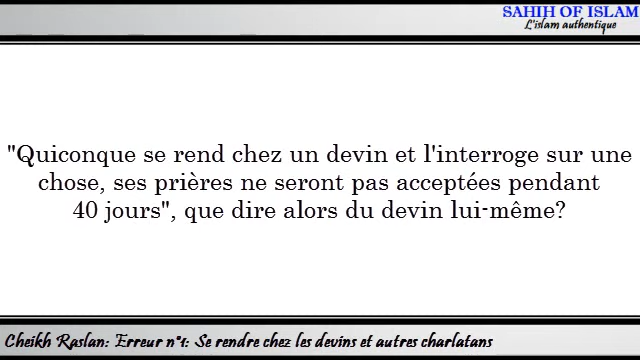 SAHIH OF ISLAM
L'islam authentique
"Quiconque se rend chez un devin et l'interroge sur une
chose, ses prières ne seront pas acceptées pendant
40 jours", que dire alors du devin lui-même?
Cheikh Raslan: Erreur n°1: Se rendre chez les devins et autres charlatans